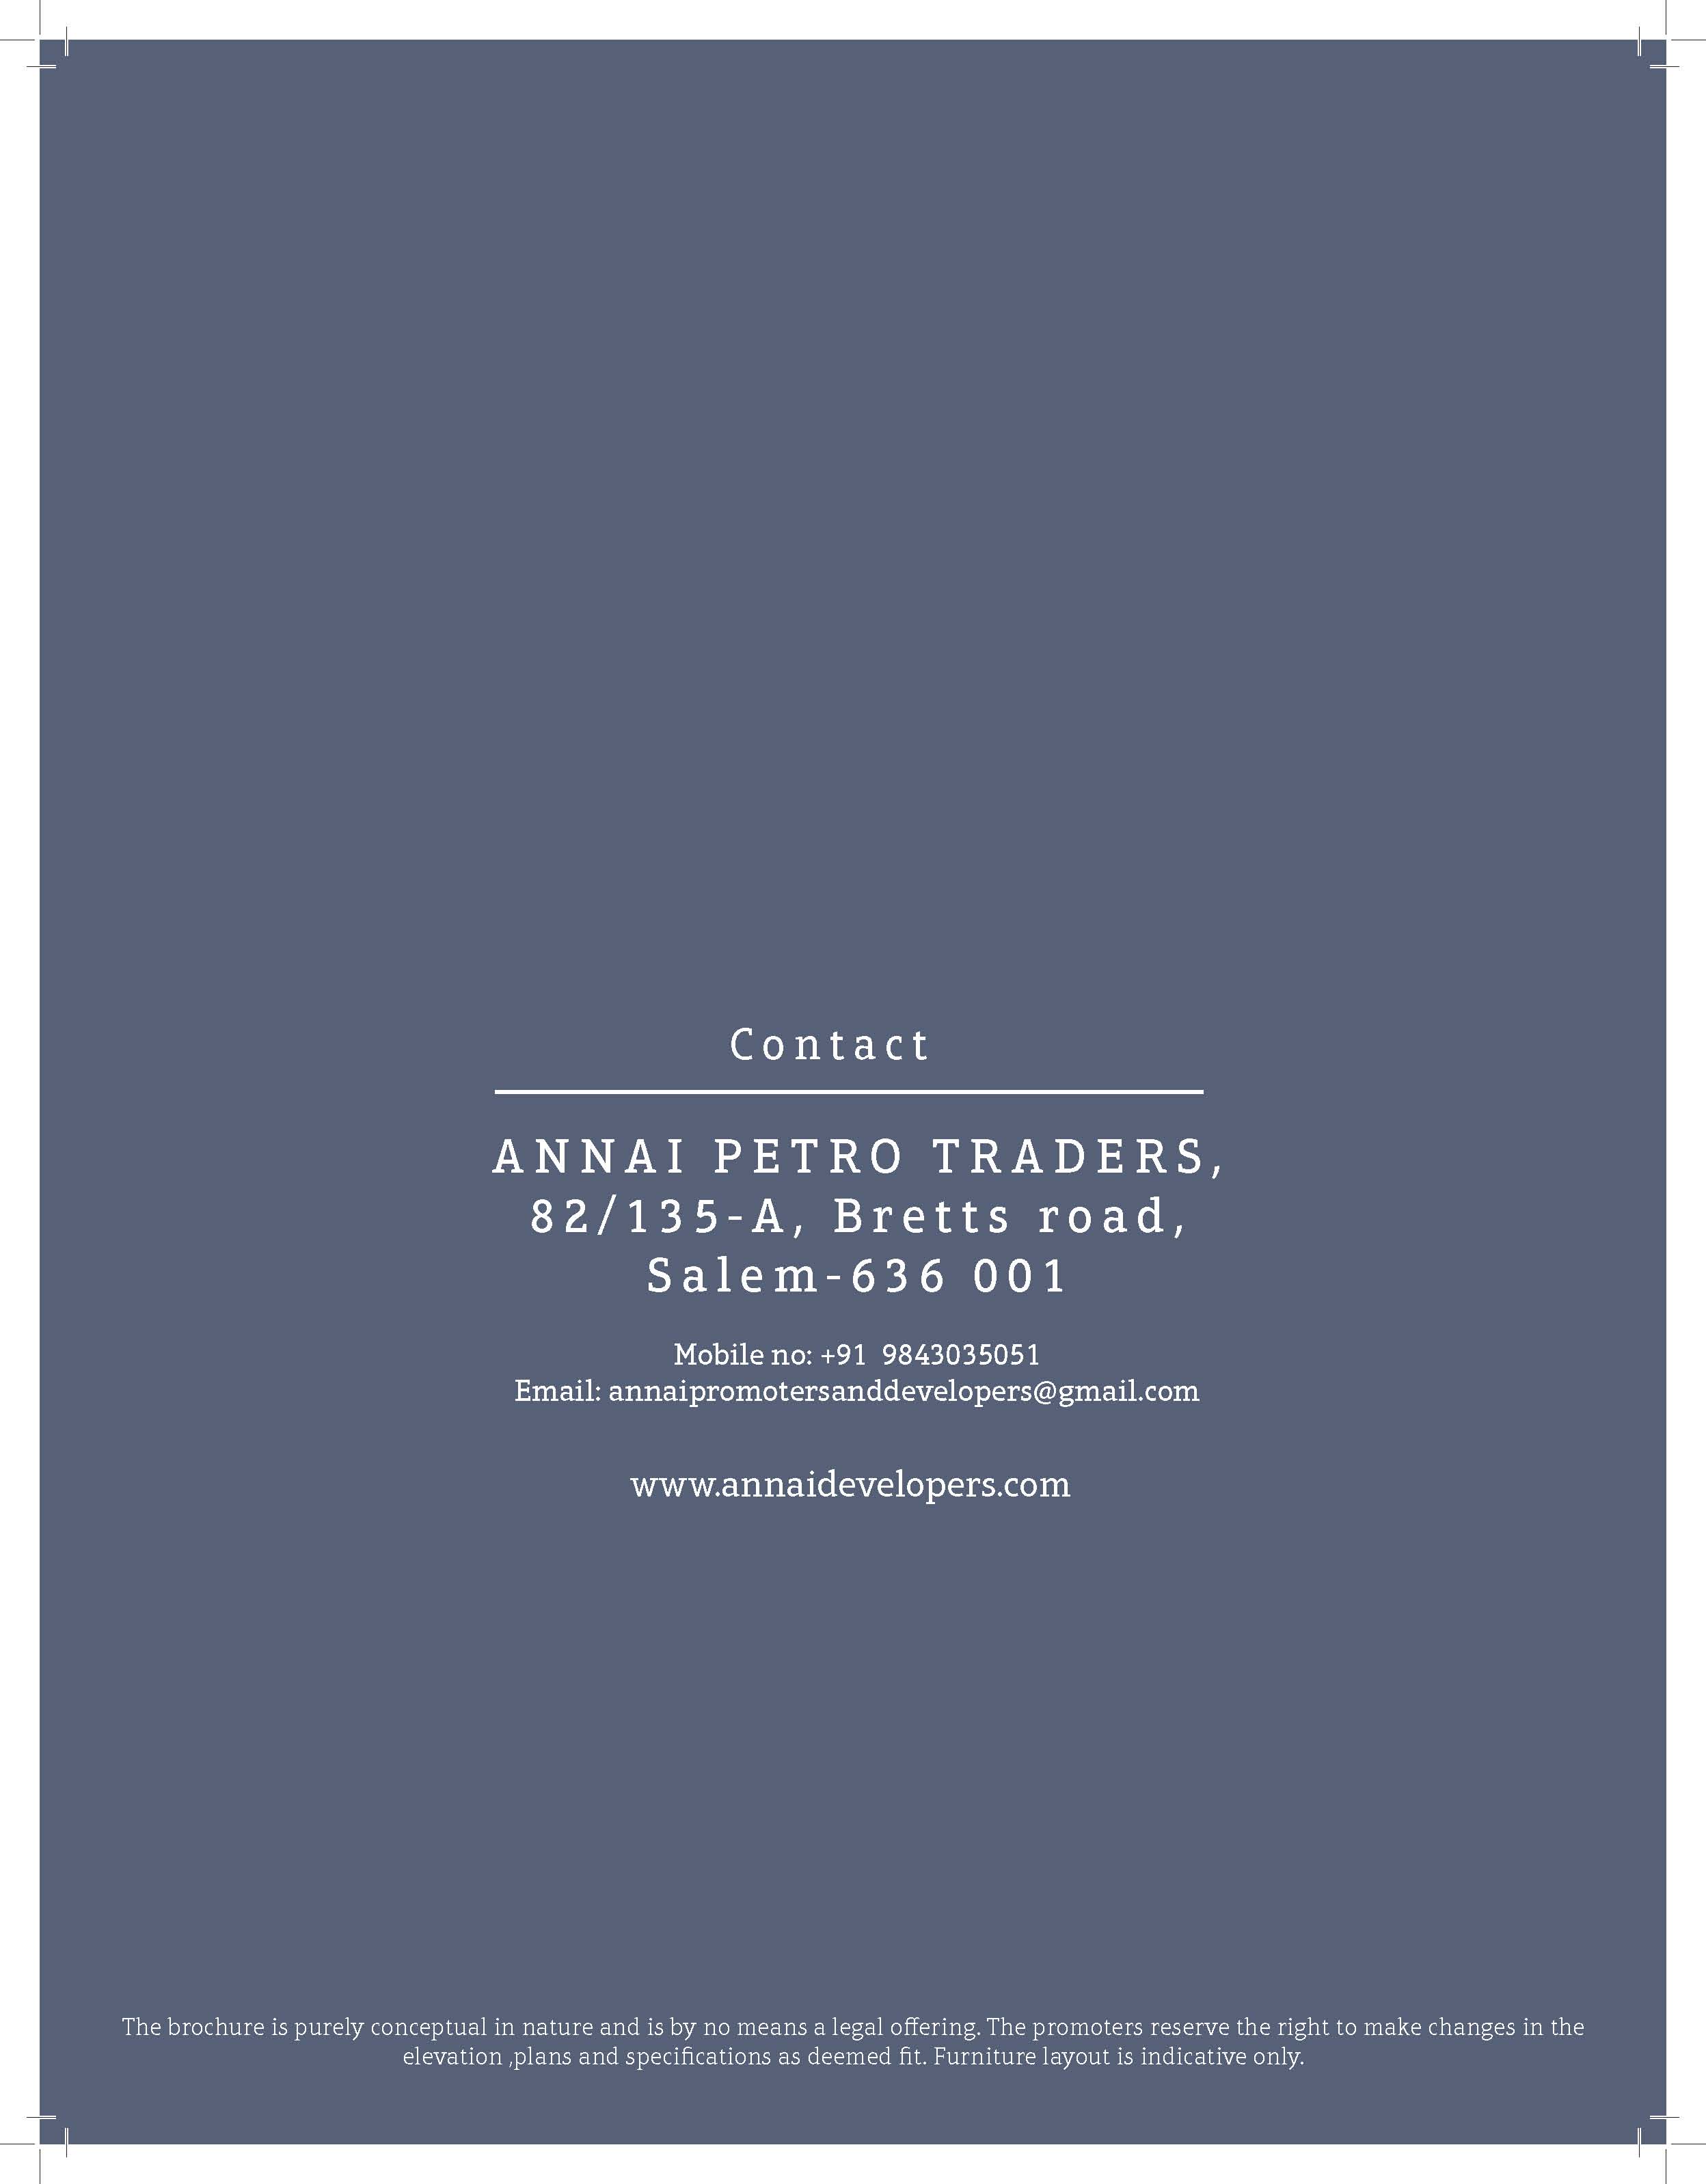 Contact
ANNAI PETRO TRADERS,
82/135-A, Bretts road,
Salem-636 001
Mobile no: +91 9843035051
Email: annaipromotersanddevelopers@gmail.com
www.annaidevelopers.com
The brochure is purely conceptual in nature and is by no means a legal offering. The promoters reserve the right to make changes in the
elevation ,plans and specifications as deemed fit. Furniture layout is indicative only.